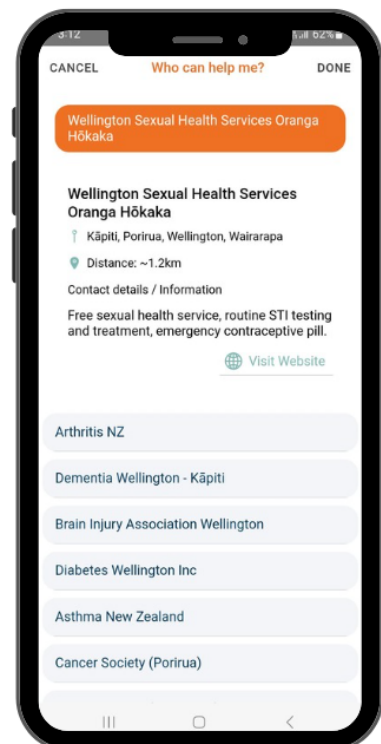 3:12
62%
CANCEL Who can help me? DONE
Wellington Sexual Health Services Oranga
Hōkaka
Wellington Sexual Health Services
Oranga Hōkaka
Kāpiti, Porirua, Wellington, Wairarapa
Distance: ~1.2km
Contact details / Information
Free sexual health service, routine STI testing
and treatment, emergency contraceptive pill.
Visit Website
Arthritis NZ
Dementia Wellington - Kāpiti
Brain Injury Association Wellington
Diabetes Wellington Inc
Asthma New Zealand
Cancer Society (Porirua)